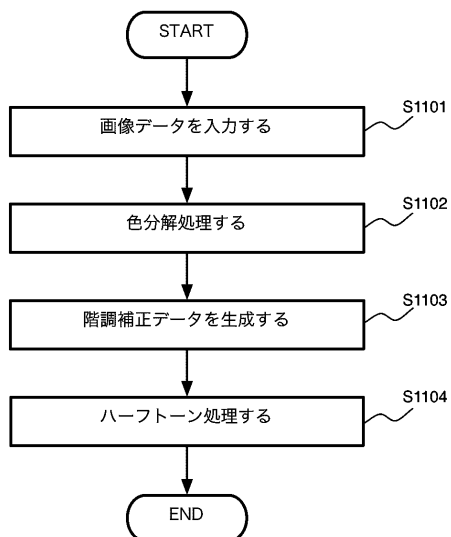 START
画像データを入力する
S1101
色分解処理する
S1102
階調補正データを生成する
S1103
ハーフトーン処理する
S1104
END